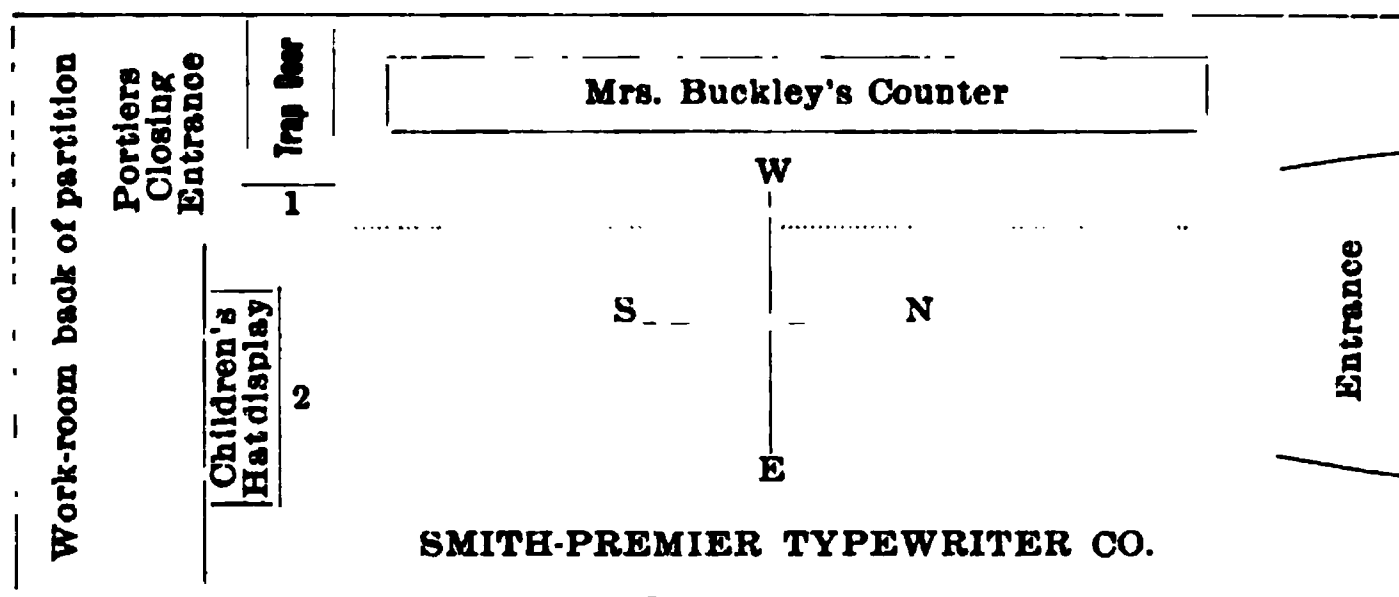 Work-room back of partition
Portiers
Closing
Entrance
Trap Door
1
Mrs. Buckley's Counter
W
S
N
E
Children's
Hat display
2
Entrance
SMITH-PREMIER TYPEWRITER CO.